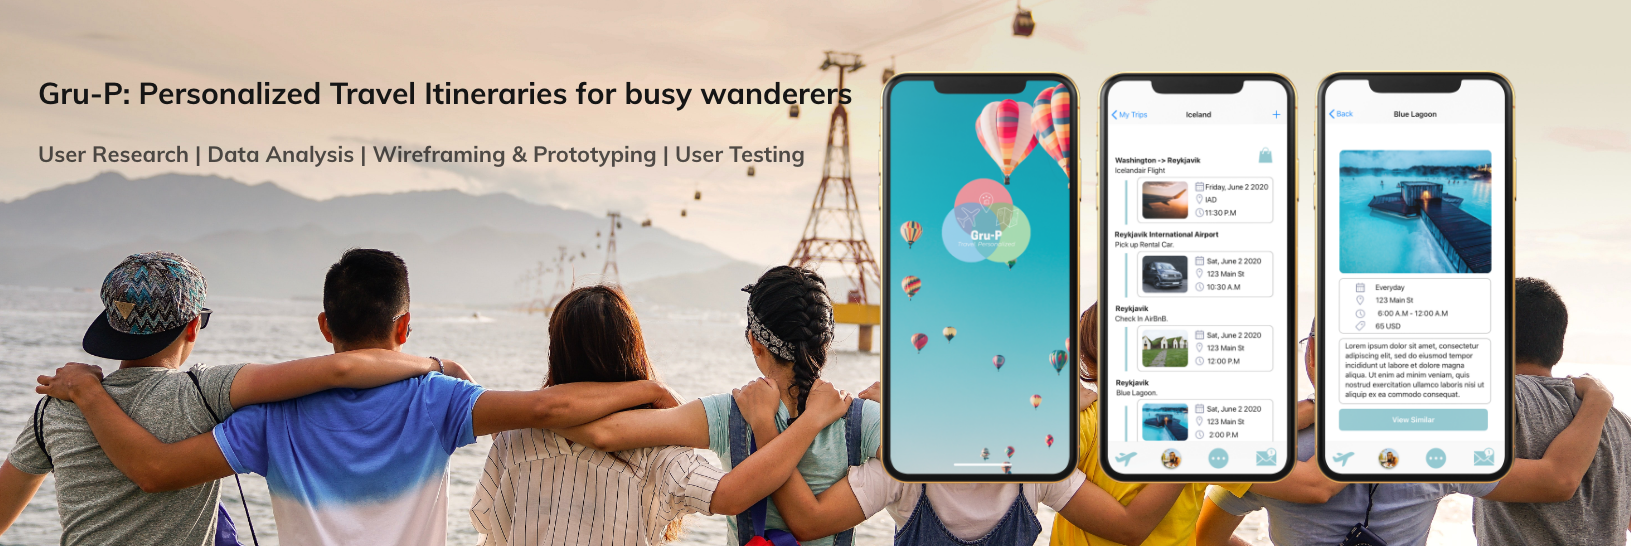 Gru-P: Personalized Travel Itineraries for busy wanderers
User Research | Data Analysis | Wireframing & Prototyping | User Testing
Gru-P
Travel. Personalized.
My Trips
Iceland
+
Washington -> Reykjavik
Icelandair Flight
Friday, June 2 2020
IAD
11:30 P.M
Reykjavik International Airport
Pick up Rental Car.
Sat, June 2 2020
123 Main St
10:30 A.M
Reykjavik
Check In AirBnB.
Sat, June 2 2020
123 Main St
12:00 P.M
Reykjavik
Blue Lagoon.
Sat, June 2 2020
123 Main St
2:00 P.M
Back
Blue Lagoon
Everyday
123 Main St
6:00 A.M - 12:00 A.M
65 USD
Lorem ipsum dolor sit amet, consectetur
adipiscing elit, sed do eiusmod tempor
incididunt ut labore et dolore magna
aliqua. Ut enim ad minim veniam, quis
nostrud exercitation ullamco laboris nisi ut
aliquip ex ea commodo consequat.
View Similar